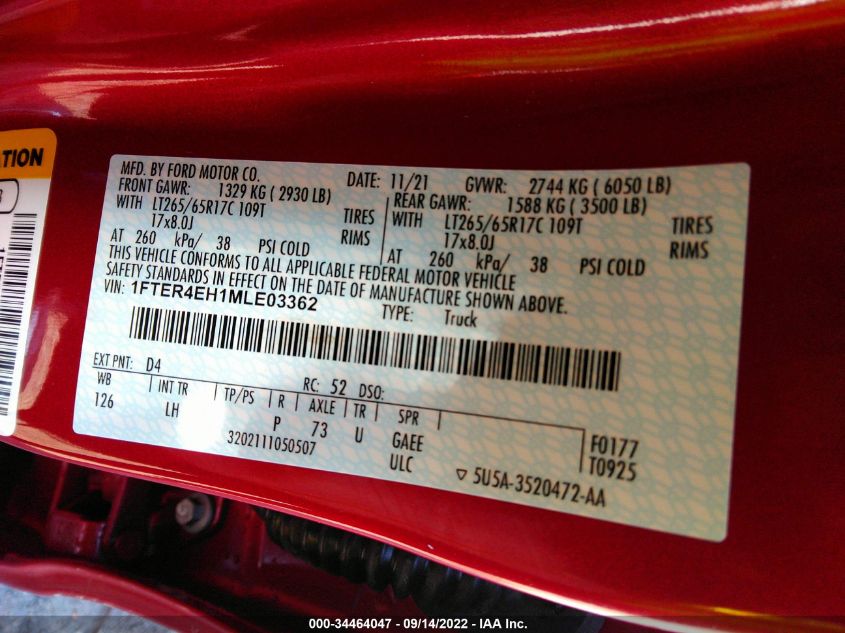 TION
MFD. BY FORD MOTOR CO.
DATE: 11/21 GVWR: 2744 KG ( 6050 LB)
FRONT GAWR: 1329 KG ( 2930 LB)
WITH LT265/65R17C 109T TIRES
17x8.0J RIMS
AT 260 kPa/ 38 PSI COLD
REAR GAWR: 1588 KG ( 3500 LB)
WITH LT265/65R17C 109T TIRES
17x8.0J RIMS
AT 260 kPa/ 38 PSI COLD
THIS VEHICLE CONFORMS TO ALL APPLICABLE FEDERAL MOTOR VEHICLE
SAFETY STANDARDS IN EFFECT ON THE DATE OF MANUFACTURE SHOWN ABOVE.
VIN: 1FTER4EH1MLE03362
TYPE: Truck
EXT PNT: D4
RC: 52 DSO:
WB INT TR TP/PS R AXLE TR SPR
126 LH P 73 U GAEE
3202111050507 ULC
F0177
T0925
▽ 5U5A-3520472-AA
000-34464047 - 09/14/2022 - IAA Inc.